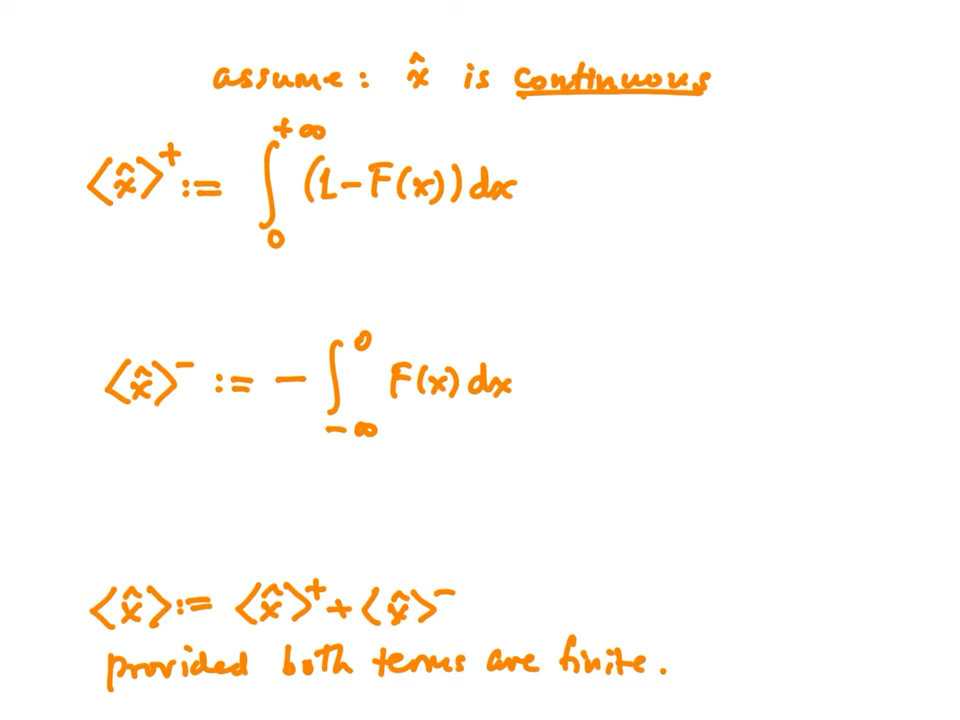 assume: x̂ is continuous
⟨x̂⟩⁺ := ∫₀^{+∞} (1-F(x)) dx
⟨x̂⟩⁻ := - ∫_{-∞}^{0} F(x) dx
⟨x̂⟩ := ⟨x̂⟩⁺ + ⟨x̂⟩⁻
provided both terms are finite.